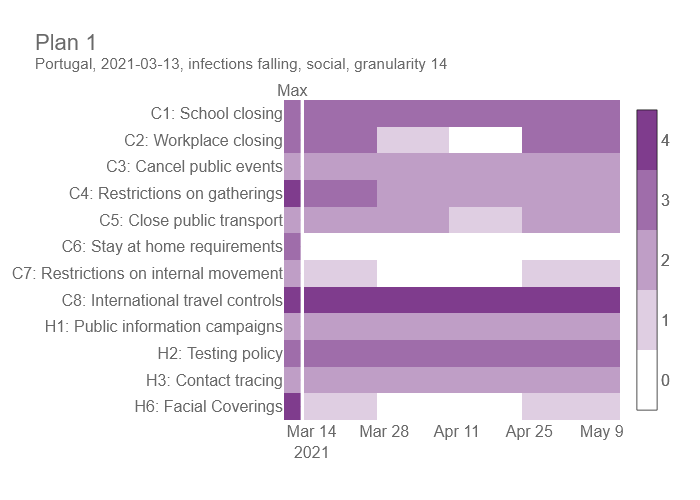 Plan 1
Portugal, 2021-03-13, infections falling, social, granularity 14
Max
C1: School closing
C2: Workplace closing
C3: Cancel public events
C4: Restrictions on gatherings
C5: Close public transport
C6: Stay at home requirements
C7: Restrictions on internal movement
C8: International travel controls
H1: Public information campaigns
H2: Testing policy
H3: Contact tracing
H6: Facial Coverings
Mar 14 Mar 28 Apr 11 Apr 25 May 9
2021
4
3
2
1
0